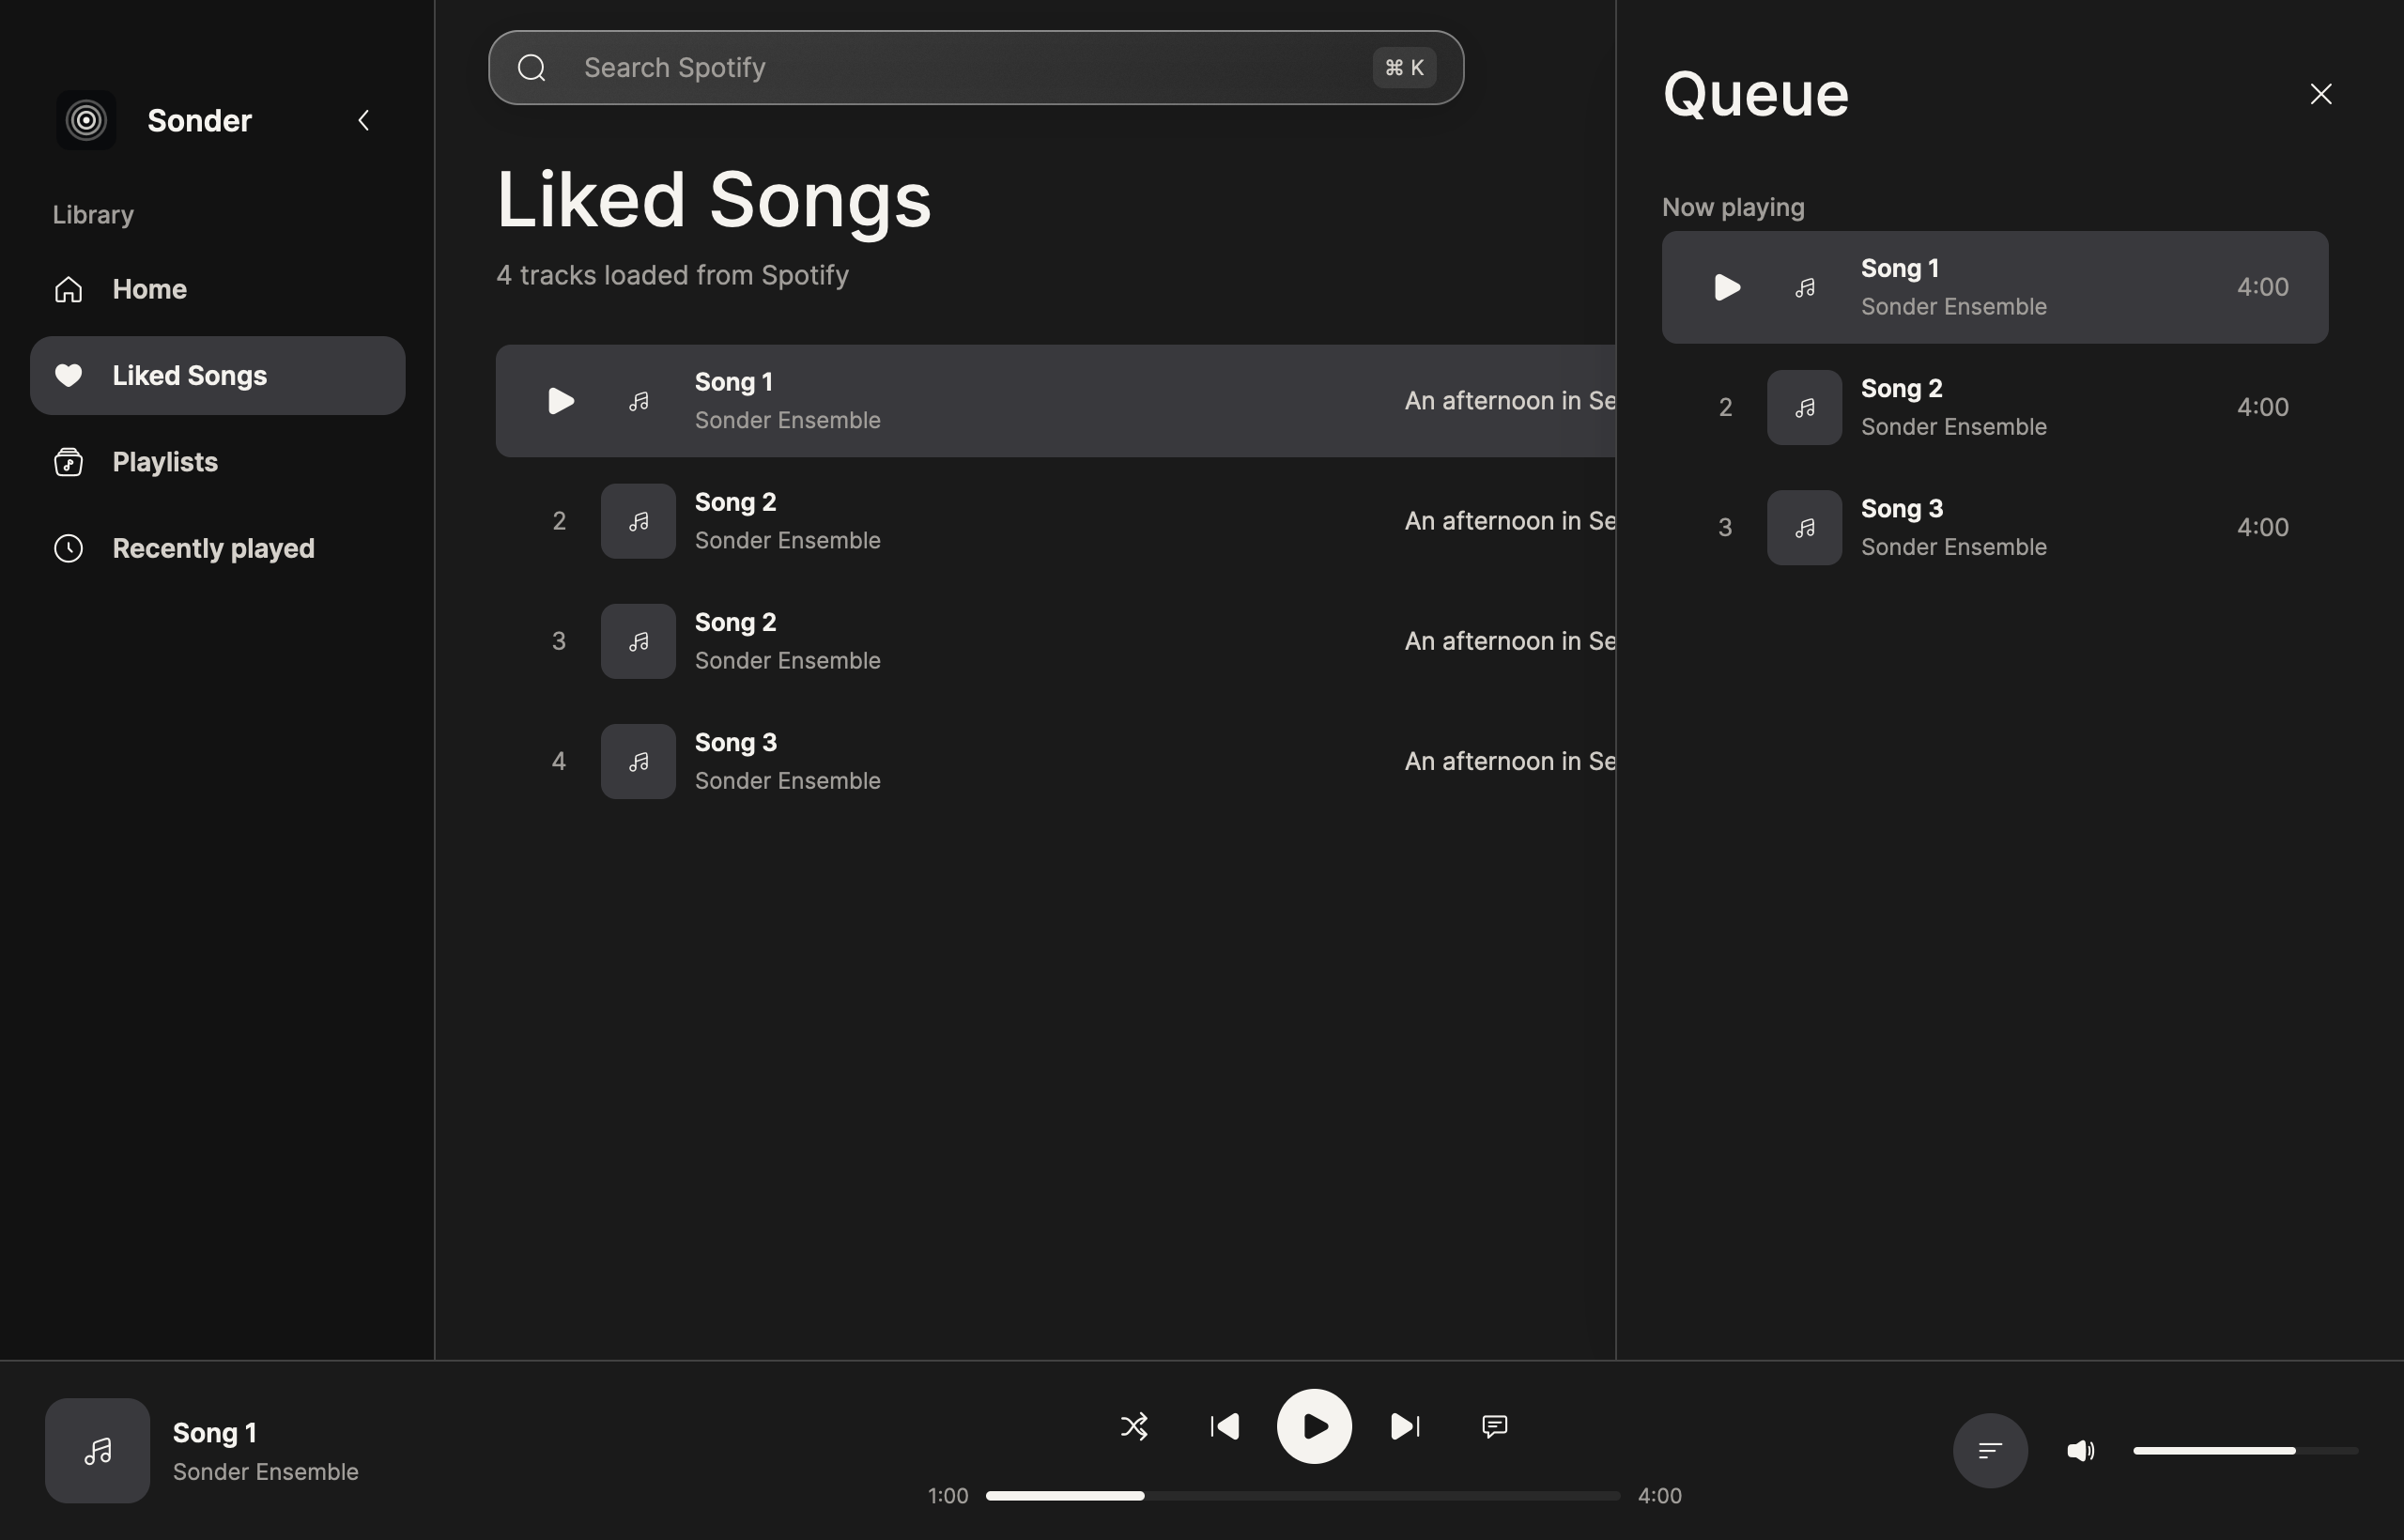 Sonder
Library
Home
Liked Songs
Playlists
Recently played
Search Spotify
⌘ K
Liked Songs
4 tracks loaded from Spotify
Song 1
Sonder Ensemble
An afternoon in Se
2
Song 2
Sonder Ensemble
An afternoon in Se
3
Song 2
Sonder Ensemble
An afternoon in Se
4
Song 3
Sonder Ensemble
An afternoon in Se
Queue
Now playing
Song 1
Sonder Ensemble
4:00
2
Song 2
Sonder Ensemble
4:00
3
Song 3
Sonder Ensemble
4:00
Song 1
Sonder Ensemble
1:00
4:00